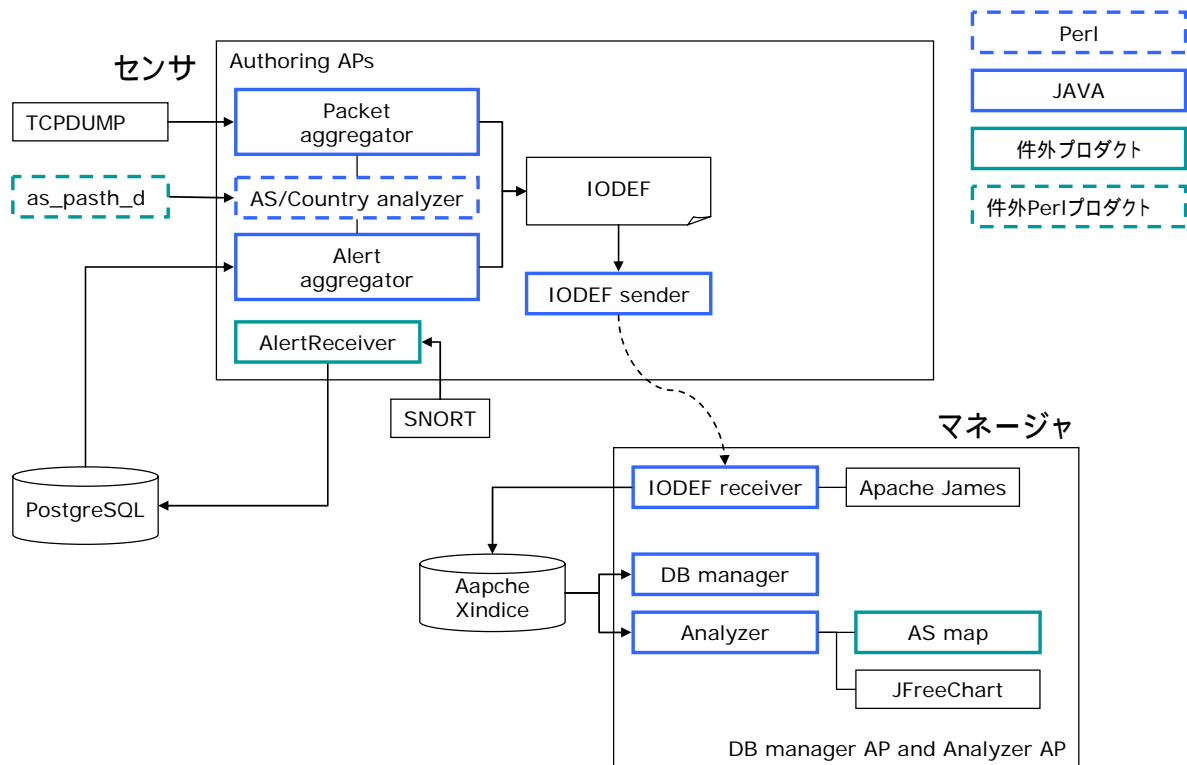 センサ
Authoring APs
Perl
JAVA
件外プロダクト
件外Perlプロダクト
TCPDUMP
Packet
aggregator
as_pasth_d
AS/Country analyzer
IODEF
Alert
aggregator
IODEF sender
AlertReceiver
SNORT
PostgreSQL
マネージャ
IODEF receiver
Apache James
Aapche
Xindice
DB manager
Analyzer
AS map
JFreeChart
DB manager AP and Analyzer AP